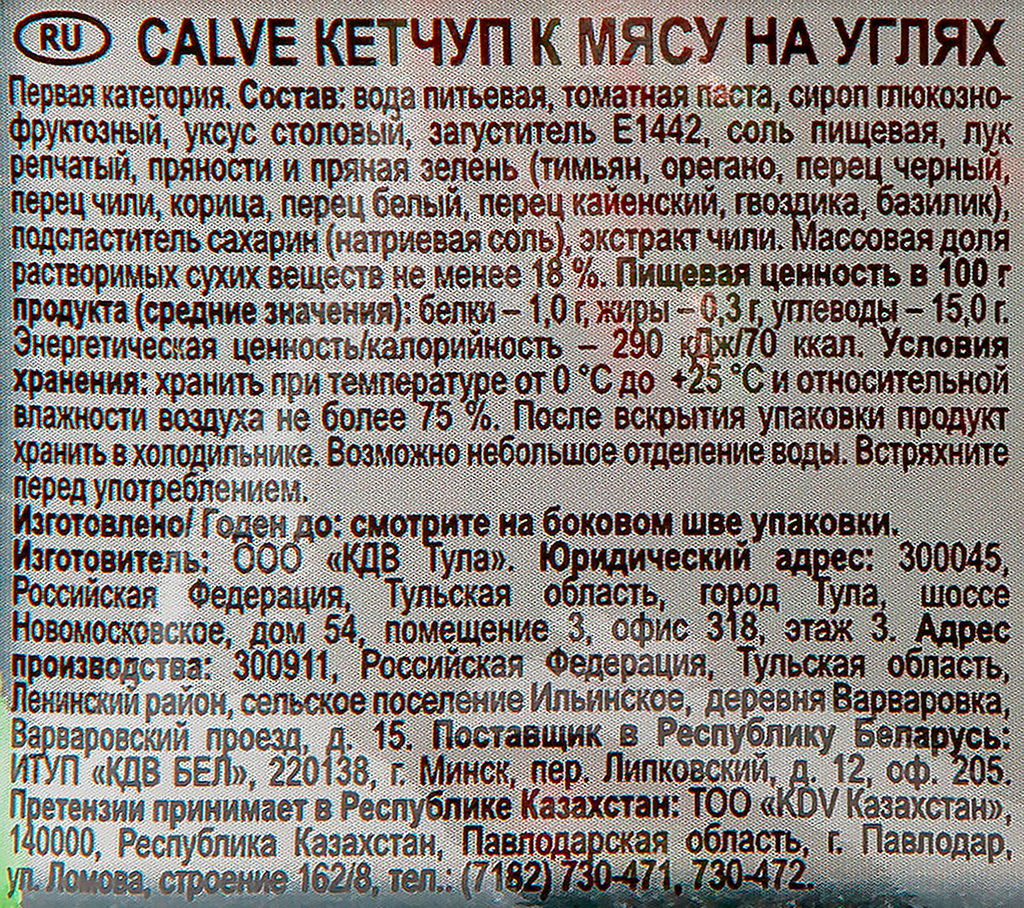 RU CALVE КЕТЧУП К МЯСУ НА УГЛЯХ
Первая категория. Состав: вода питьевая, томатная паста, сироп глюкозно-
фруктозный, уксус столовый, загуститель Е1442, соль пищевая, лук
репчатый, пряности и пряная зелень (тимьян, орегано, перец черный,
перец чили, корица, перец белый, перец кайенский, гвоздика, базилик),
подсластитель сахарин (натриевая соль), экстракт чили. Массовая доля
растворимых сухих веществ не менее 18 %. Пищевая ценность в 100 г
продукта (средние значения): белки – 1,0 г, жиры – 0,3 г, углеводы – 15,0 г.
Энергетическая ценность/калорийность – 290 кДж/70 ккал. Условия
хранения: хранить при температуре от 0 °С до +25 °С и относительной
влажности воздуха не более 75 %. После вскрытия упаковки продукт
хранить в холодильнике. Возможно небольшое отделение воды. Встряхните
перед употреблением.
Изготовлено/ Годен до: смотрите на боковом шве упаковки.
Изготовитель: ООО «КДВ Тула». Юридический адрес: 300045,
Российская Федерация, Тульская область, город Тула, шоссе
Новомосковское, дом 54, помещение 3, офис 318, этаж 3. Адрес
производства: 300911, Российская Федерация, Тульская область,
Ленинский район, сельское поселение Ильинское, деревня Варваровка,
Варваровский проезд, д. 15. Поставщик в Республику Беларусь:
ИТУП «КДВ БЕЛ», 220138, г. Минск, пер. Липковский, д. 12, оф. 205.
Претензии принимает в Республике Казахстан: ТОО «KDV Казахстан»,
140000, Республика Казахстан, Павлодарская область, г. Павлодар,
ул. Ломова, строение 162/8, тел.: (7182) 730-471, 730-472.